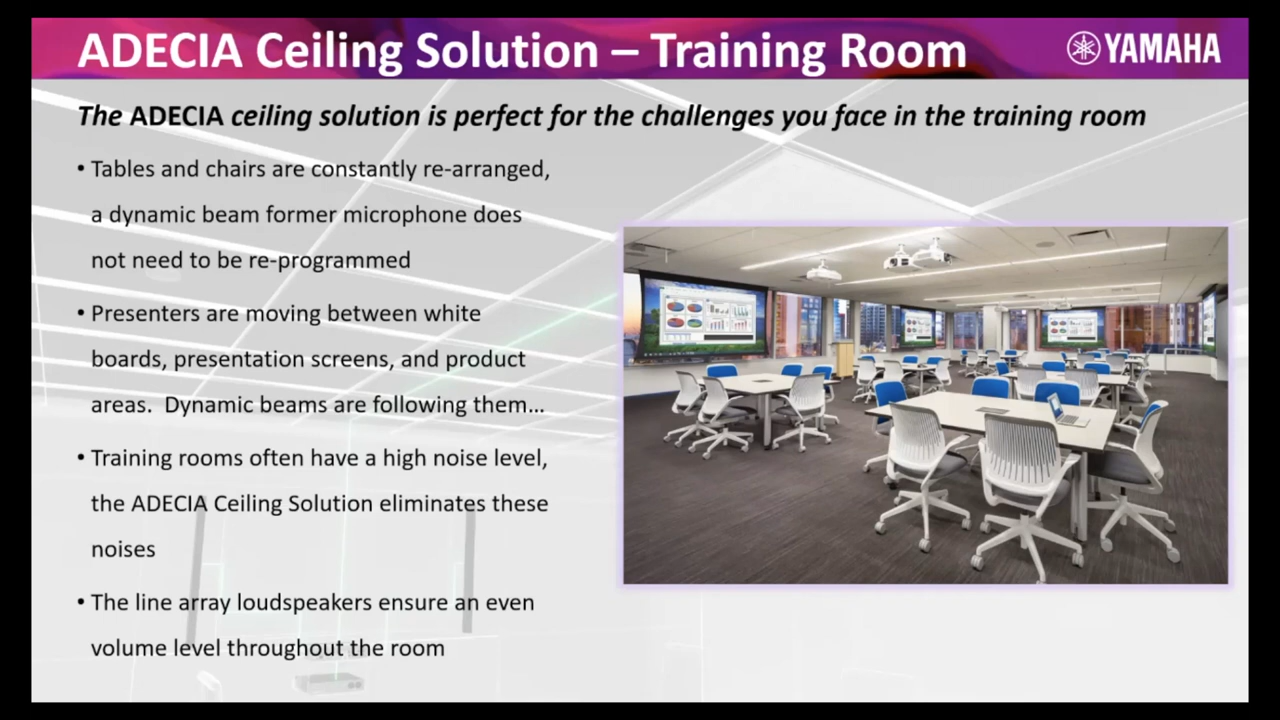 ADECIA Ceiling Solution – Training Room
YAMAHA
The ADECIA ceiling solution is perfect for the challenges you face in the training room
• Tables and chairs are constantly re-arranged,
a dynamic beam former microphone does
not need to be re-programmed
• Presenters are moving between white
boards, presentation screens, and product
areas.  Dynamic beams are following them...
• Training rooms often have a high noise level,
the ADECIA Ceiling Solution eliminates these
noises
• The line array loudspeakers ensure an even
volume level throughout the room